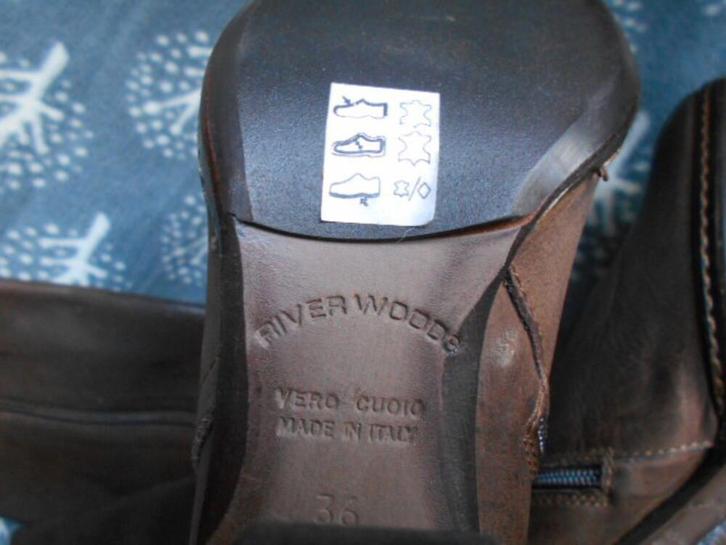 RIVER WOODS
VERO CUOIO
MADE IN ITALY
36